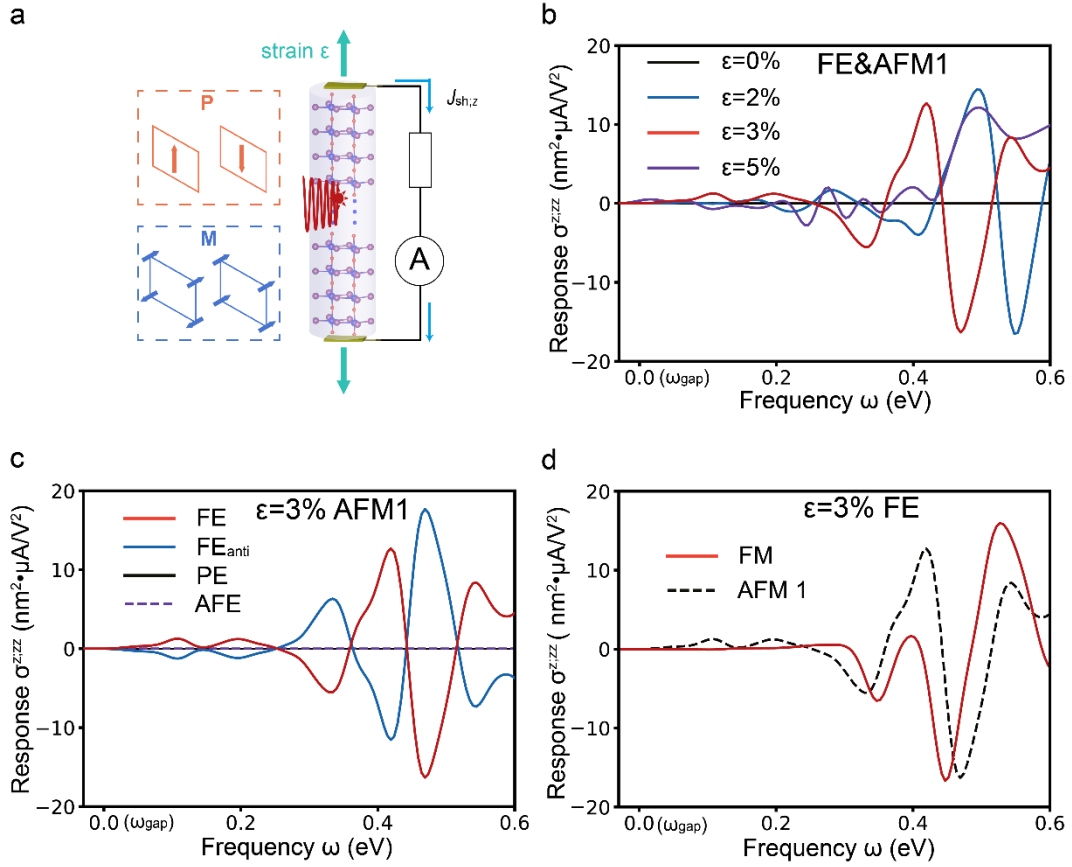 a
strain ε
P
J_sh;z
M
A
b
20
10
0
−10
−20
Response σ^z;zz (nm²•μA/V²)
FE&AFM1
ε=0%
ε=2%
ε=3%
ε=5%
0.0 (ω_gap)
0.2
0.4
0.6
Frequency ω (eV)
c
20
10
0
−10
−20
Response σ^z;zz (nm²•μA/V²)
ε=3% AFM1
FE
FE_anti
PE
AFE
0.0 (ω_gap)
0.2
0.4
0.6
Frequency ω (eV)
d
20
10
0
−10
−20
Response σ^z;zz ( nm²•μA/V²)
ε=3% FE
FM
AFM 1
0.0 (ω_gap)
0.2
0.4
0.6
Frequency ω (eV)